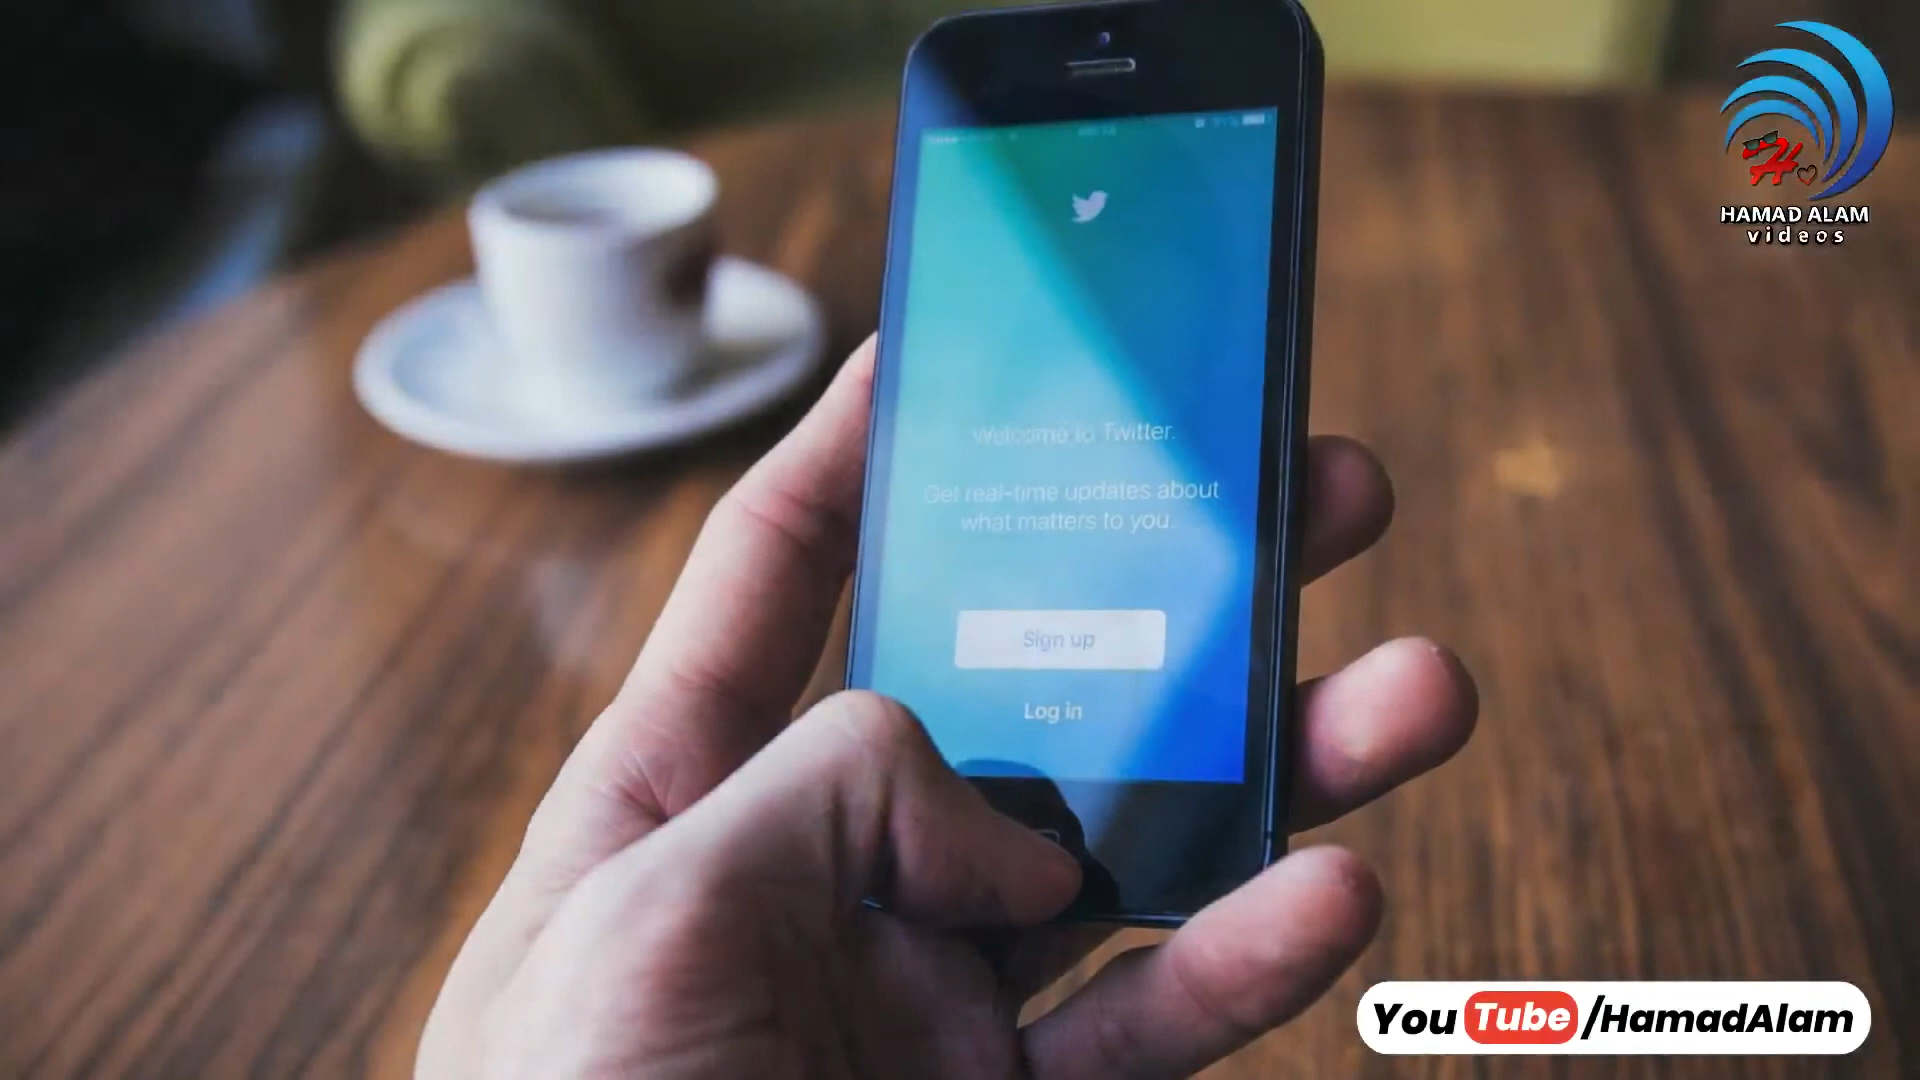 HAMAD ALAM
videos
Welcome to Twitter.
Get real-time updates about
what matters to you.
Sign up
Log in
YouTube/HamadAlam